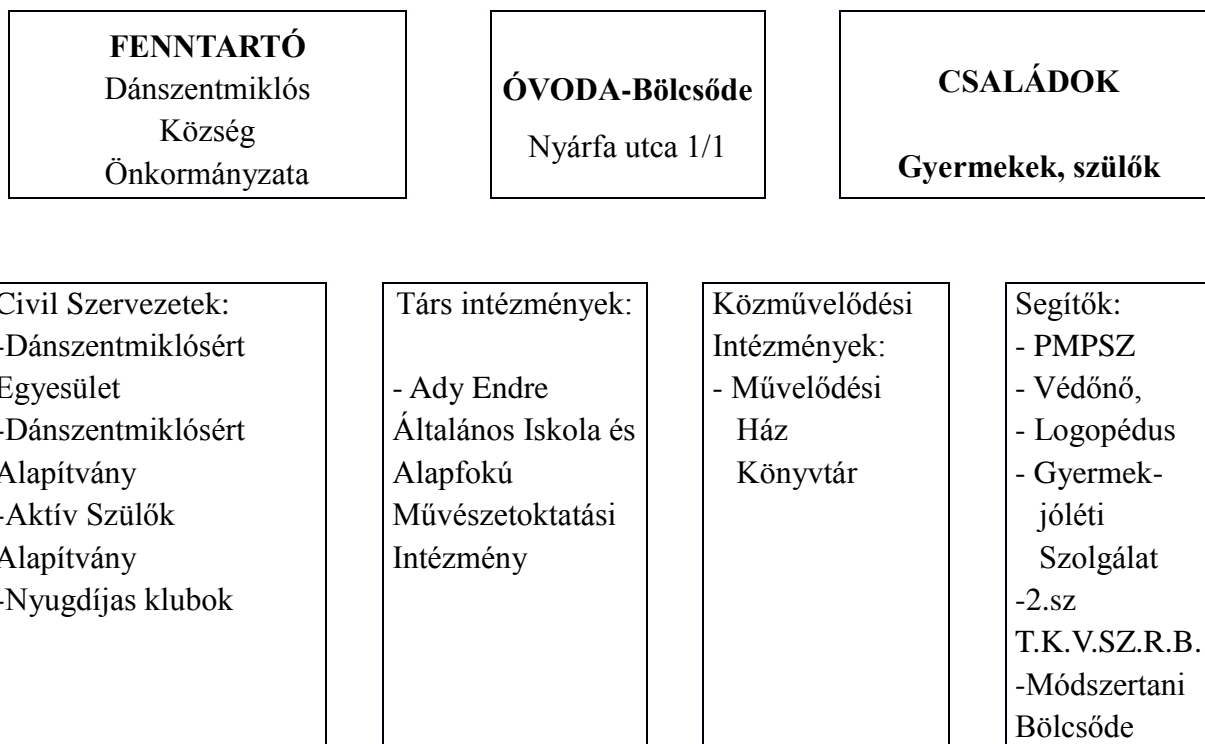 FENNTARTÓ
Dánszentmiklós
Község
Önkormányzata
ÓVODA-Bölcsőde
Nyárfa utca 1/1
CSALÁDOK
Gyermekek, szülők
Civil Szervezetek:
-Dánszentmiklósért
Egyesület
-Dánszentmiklósért
Alapítvány
-Aktív Szülők
Alapítvány
-Nyugdíjas klubok
Társ intézmények:
- Ady Endre
Általános Iskola és
Alapfokú
Művészetoktatási
Intézmény
Közművelődési
Intézmények:
- Művelődési
Ház
Könyvtár
Segítők:
- PMPSZ
- Védőnő,
- Logopédus
- Gyermek-
jóléti
Szolgálat
-2.sz
T.K.V.SZ.R.B.
-Módszertani
Bölcsőde